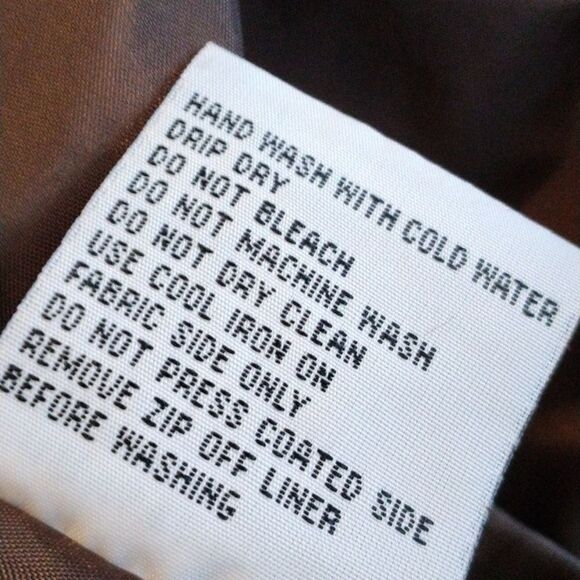 HAND WASH WITH COLD WATER
DRIP DRY
DO NOT BLEACH
DO NOT MACHINE WASH
DO NOT DRY CLEAN
USE COOL IRON ON
FABRIC SIDE ONLY
DO NOT PRESS COATED SIDE
REMOVE ZIP OFF LINER
BEFORE WASHING